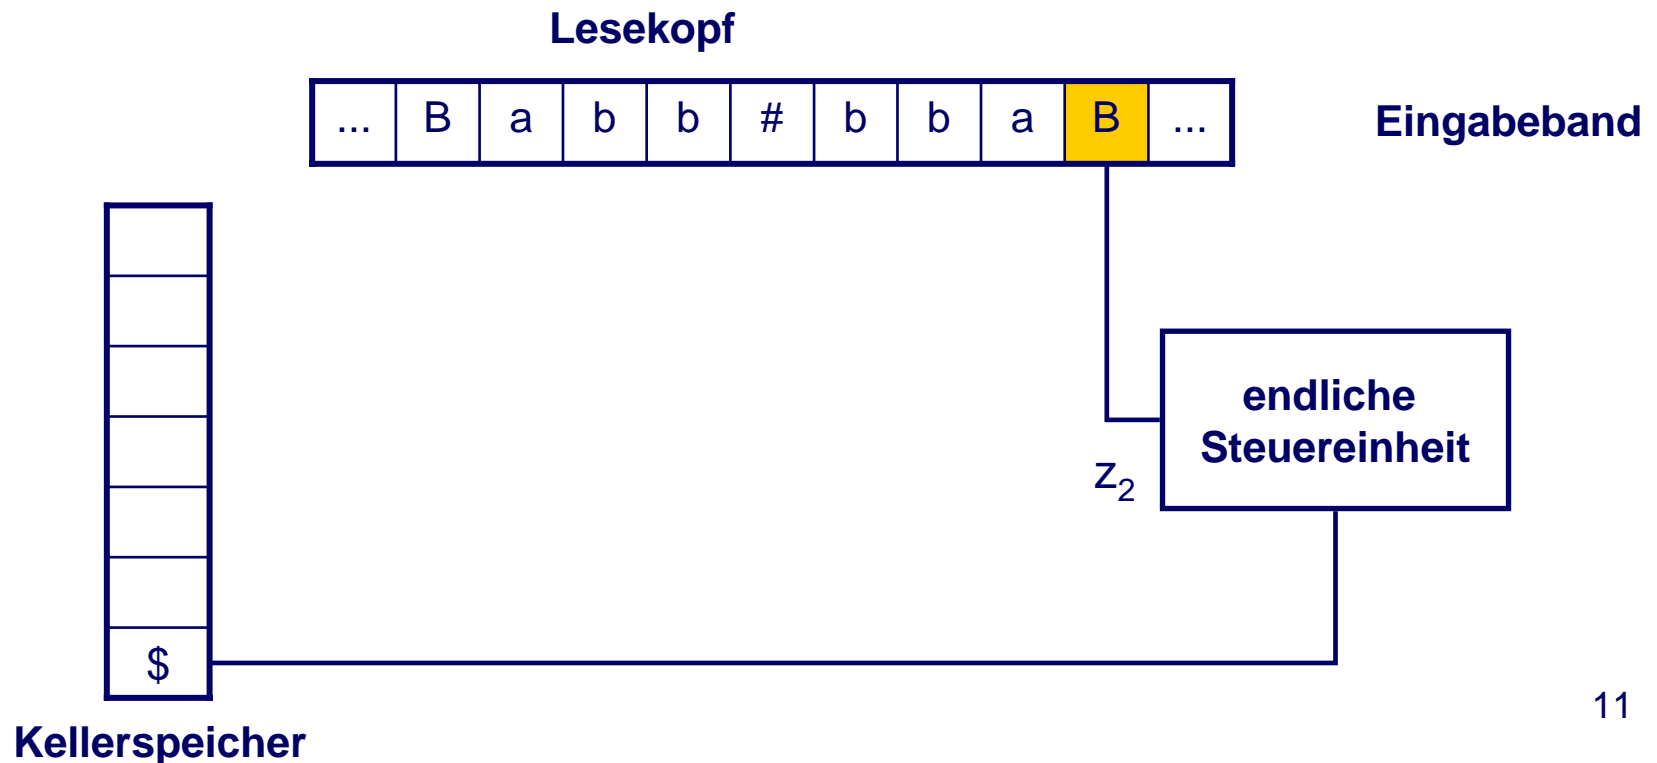 Lesekopf
... B a b b # b b a B ...
Eingabeband
endliche
Steuereinheit
z₂
$
11
Kellerspeicher